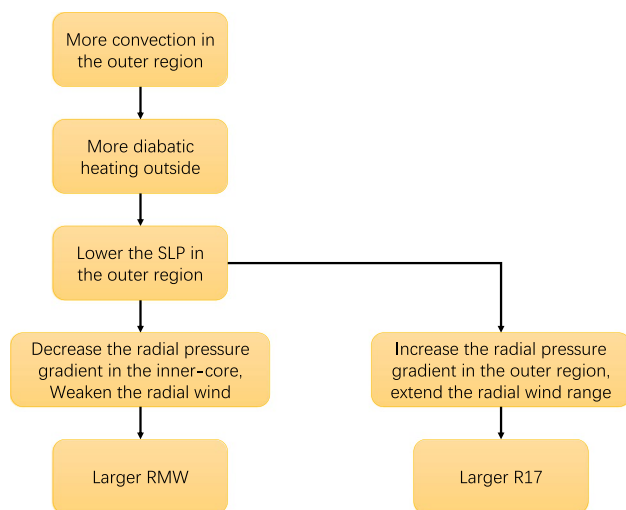 More convection in
the outer region
More diabatic
heating outside
Lower the SLP in
the outer region
Decrease the radial pressure
gradient in the inner-core,
Weaken the radial wind
Increase the radial pressure
gradient in the outer region,
extend the radial wind range
Larger RMW
Larger R17